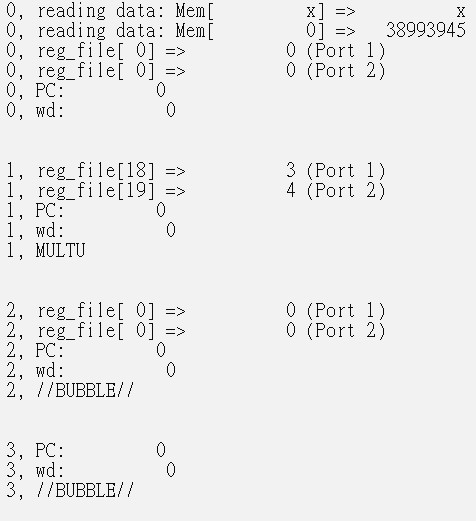 0, reading data: Mem[         x] =>          x
0, reading data: Mem[         0] =>   38993945
0, reg_file[ 0] =>          0 (Port 1)
0, reg_file[ 0] =>          0 (Port 2)
0, PC:         0
0, wd:          0
1, reg_file[18] =>          3 (Port 1)
1, reg_file[19] =>          4 (Port 2)
1, PC:         0
1, wd:          0
1, MULTU
2, reg_file[ 0] =>          0 (Port 1)
2, reg_file[ 0] =>          0 (Port 2)
2, PC:         0
2, wd:          0
2, //BUBBLE//
3, PC:         0
3, wd:          0
3, //BUBBLE//